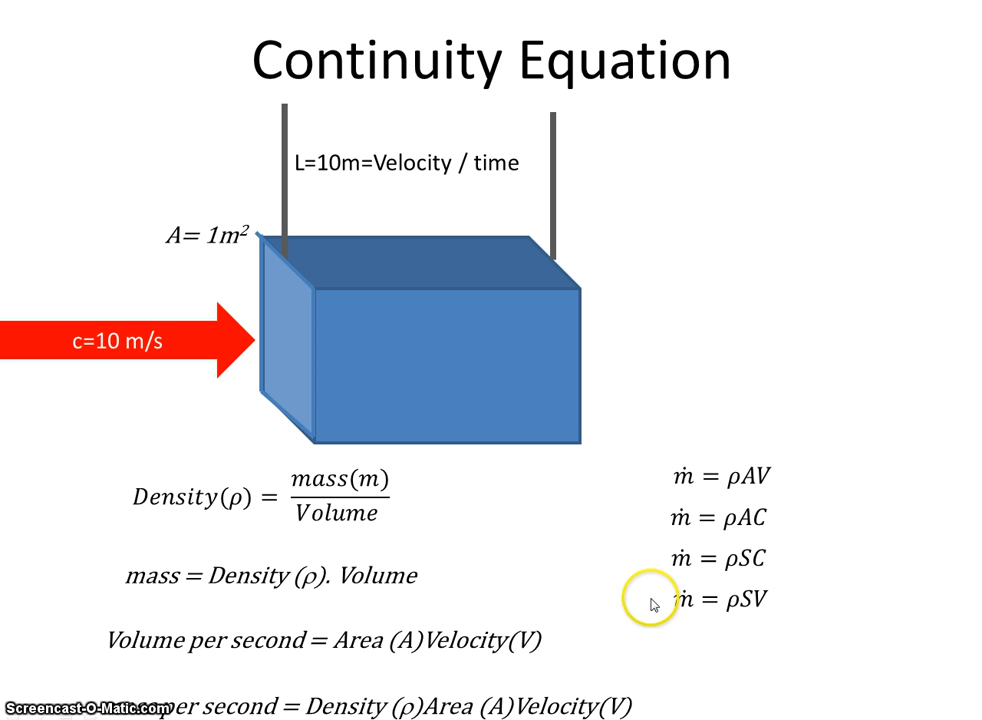 Continuity Equation
L=10m=Velocity / time
A= 1m²
c=10 m/s
Density(ρ) = mass(m) / Volume
ṁ = ρAV
ṁ = ρAC
ṁ = ρSC
ṁ = ρSV
mass = Density (ρ). Volume
Volume per second = Area (A)Velocity(V)
per second = Density (ρ)Area (A)Velocity(V)
Screencast-O-Matic.com